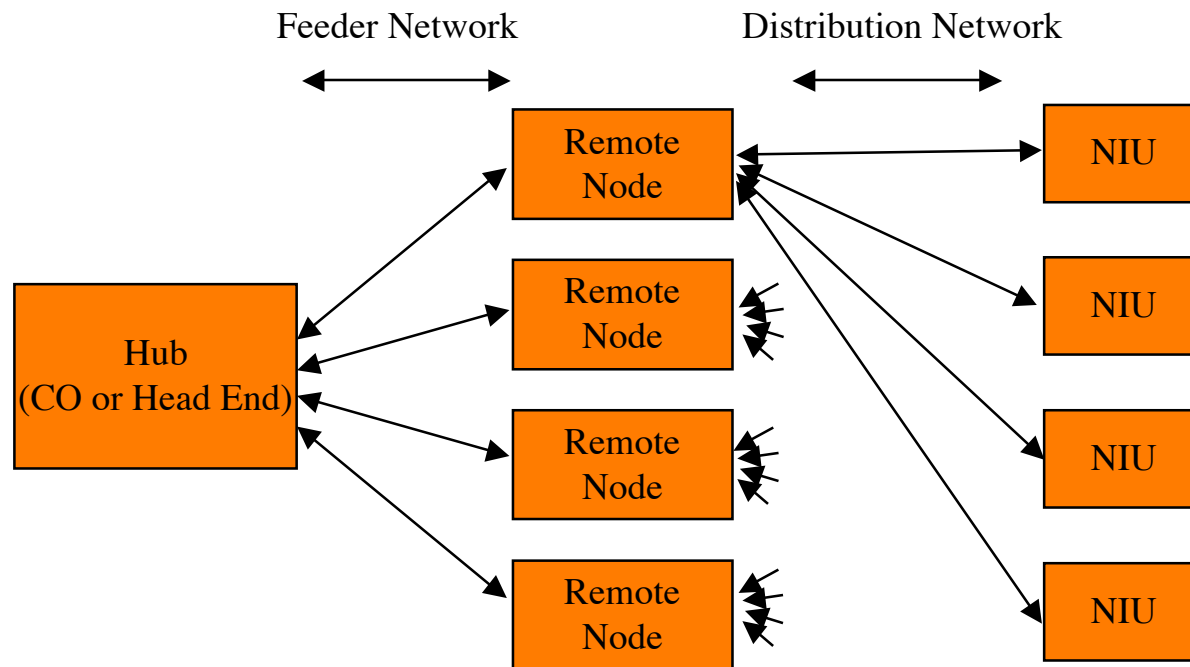 Feeder Network
Distribution Network
Remote
Node
NIU
Remote
Node
NIU
Hub
(CO or Head End)
Remote
Node
NIU
Remote
Node
NIU